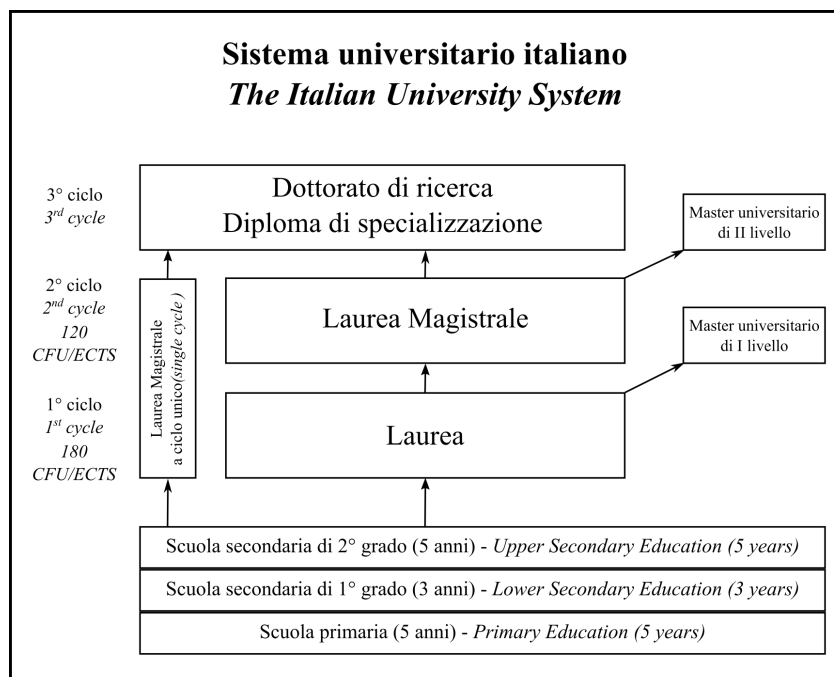 Sistema universitario italiano
The Italian University System
3° ciclo
3rd cycle
Dottorato di ricerca
Diploma di specializzazione
Master universitario
di II livello
2° ciclo
2nd cycle
120
CFU/ECTS
Laurea Magistrale
a ciclo unico(single cycle )
Laurea Magistrale
Master universitario
di I livello
1° ciclo
1st cycle
180
CFU/ECTS
Laurea
Scuola secondaria di 2° grado (5 anni) - Upper Secondary Education (5 years)
Scuola secondaria di 1° grado (3 anni) - Lower Secondary Education (3 years)
Scuola primaria (5 anni) - Primary Education (5 years)